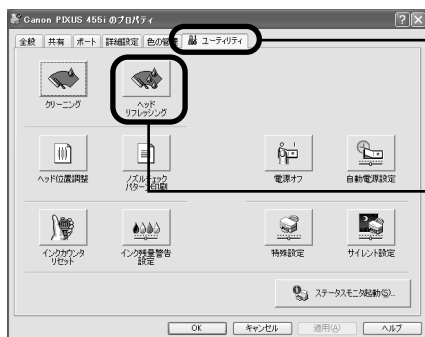 Canon PIXUS 455i のプロパティ
全般 共有 ポート 詳細設定 色の管理 ユーティリティ
クリーニング ヘッド リフレッシング
ヘッド位置調整 ノズルチェック パターン印刷 電源オフ 自動電源設定
インクカウンタ リセット インク残量警告 設定 特殊設定 サイレント設定
ステータスモニタ起動(S)...
OK キャンセル 適用(A) ヘルプ